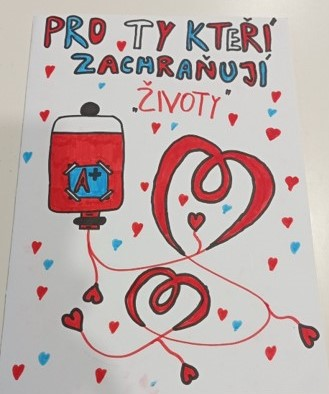 PRO TY KTEŘÍ
ZACHRAŇUJÍ
„ŽIVOTY"
A+